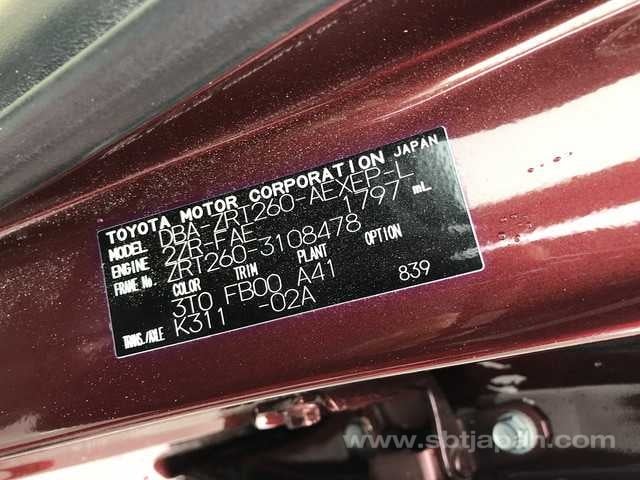 TOYOTA MOTOR CORPORATION JAPAN
MODEL DBA-ZRT260-AEXEP-L
ENGINE 2ZR-FAE 1797 mL
FRAME No. ZRT260-3108478
COLOR TRIM PLANT OPTION
3T0 FB00 A41 839
TRANS./AXLE K311 -02A
www.sbtjapan.com